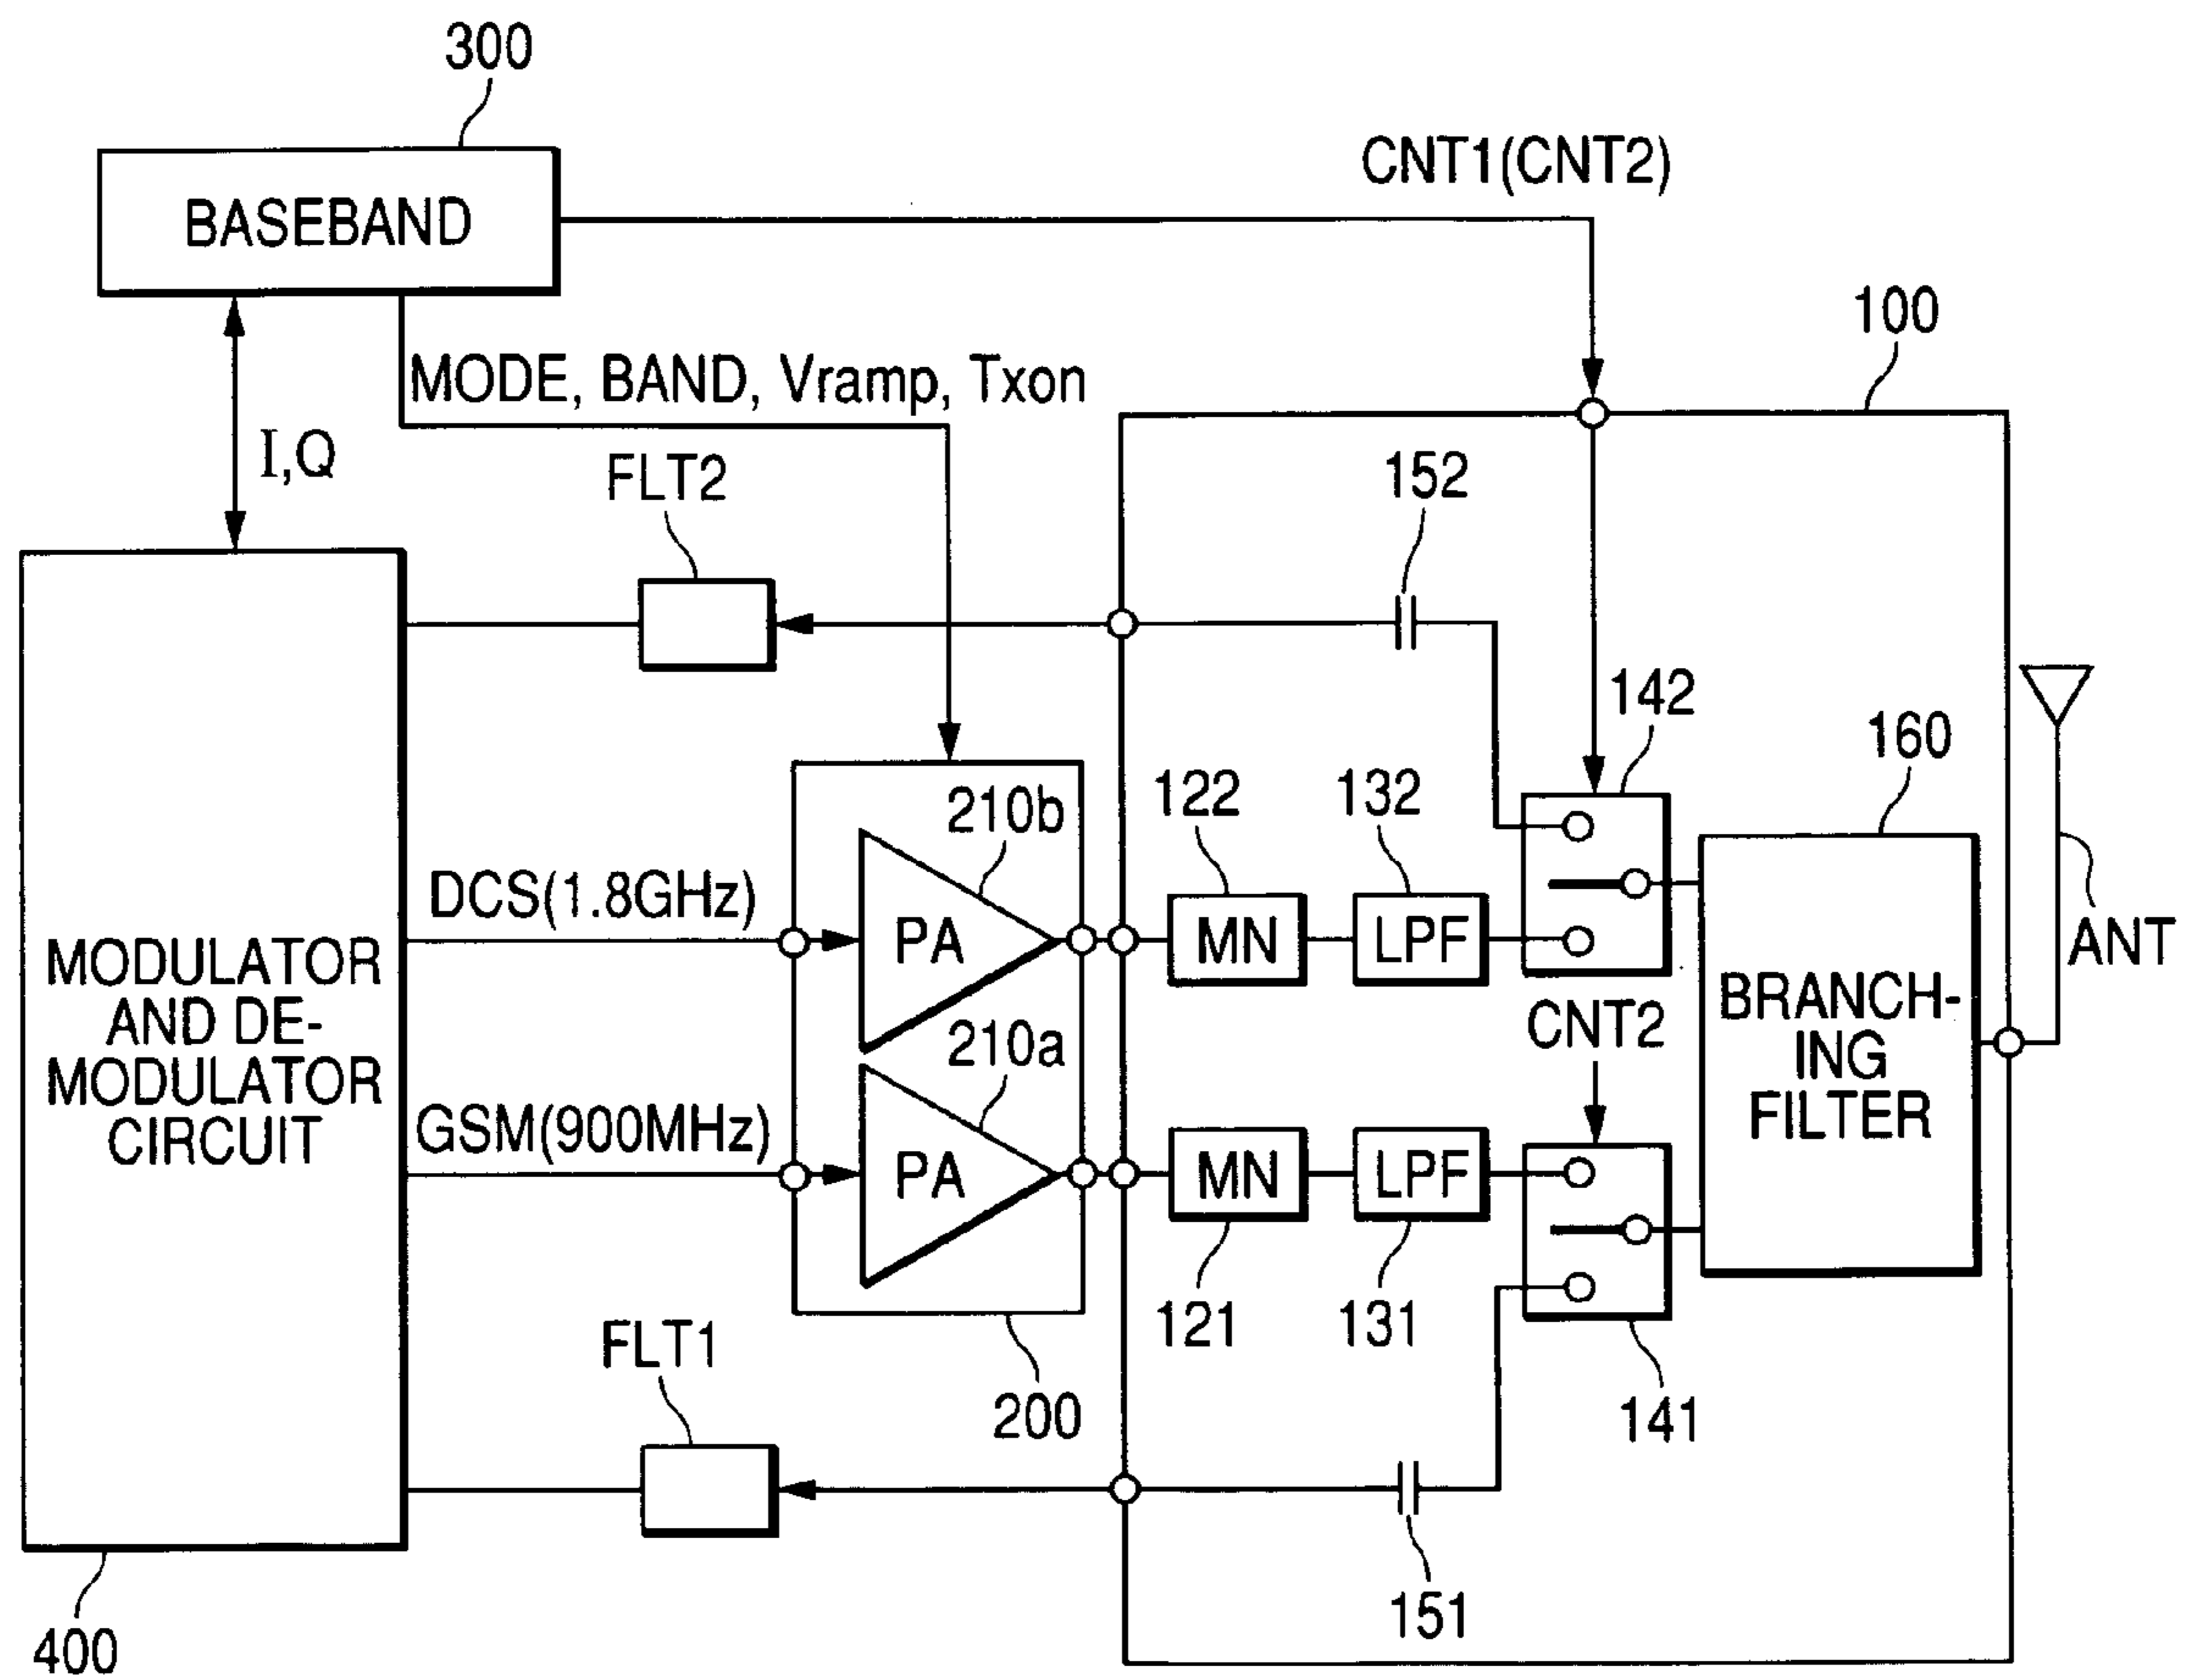 300
BASEBAND
CNT1(CNT2)
100
MODE, BAND, Vramp, Txon
I,Q
FLT2
152
142
160
210b
122
132
DCS(1.8GHz)
PA
MN
LPF
ANT
MODULATOR
AND DE-
MODULATOR
CIRCUIT
BRANCH-
ING
FILTER
CNT2
210a
GSM(900MHz)
PA
MN
LPF
121
131
FLT1
200
141
151
400